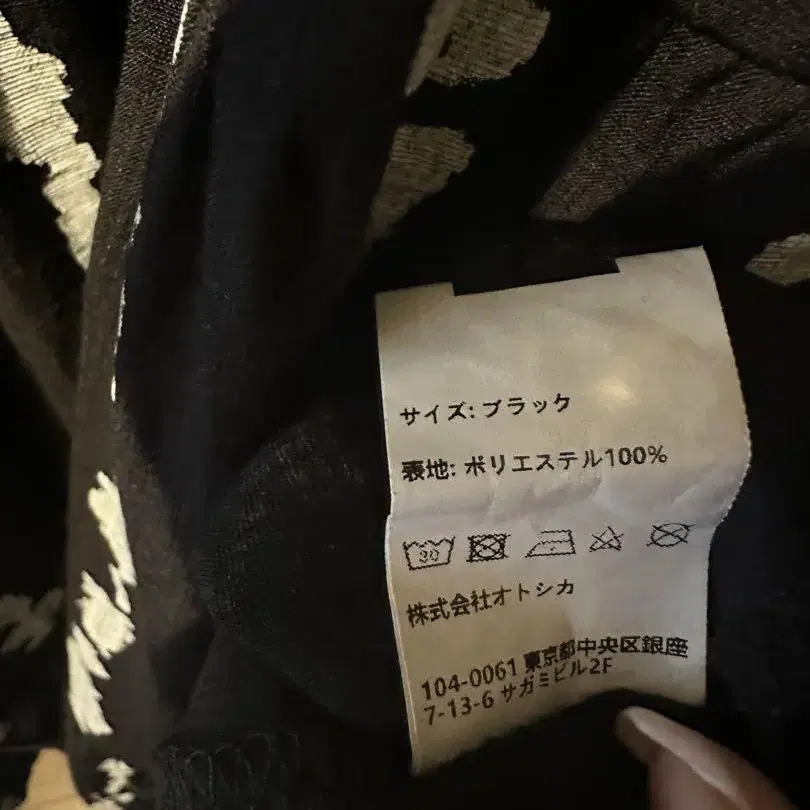 サイズ: ブラック
表地: ポリエステル100%
30
株式会社オトシカ
104-0061 東京都中央区銀座
7-13-6 サガミビル2F